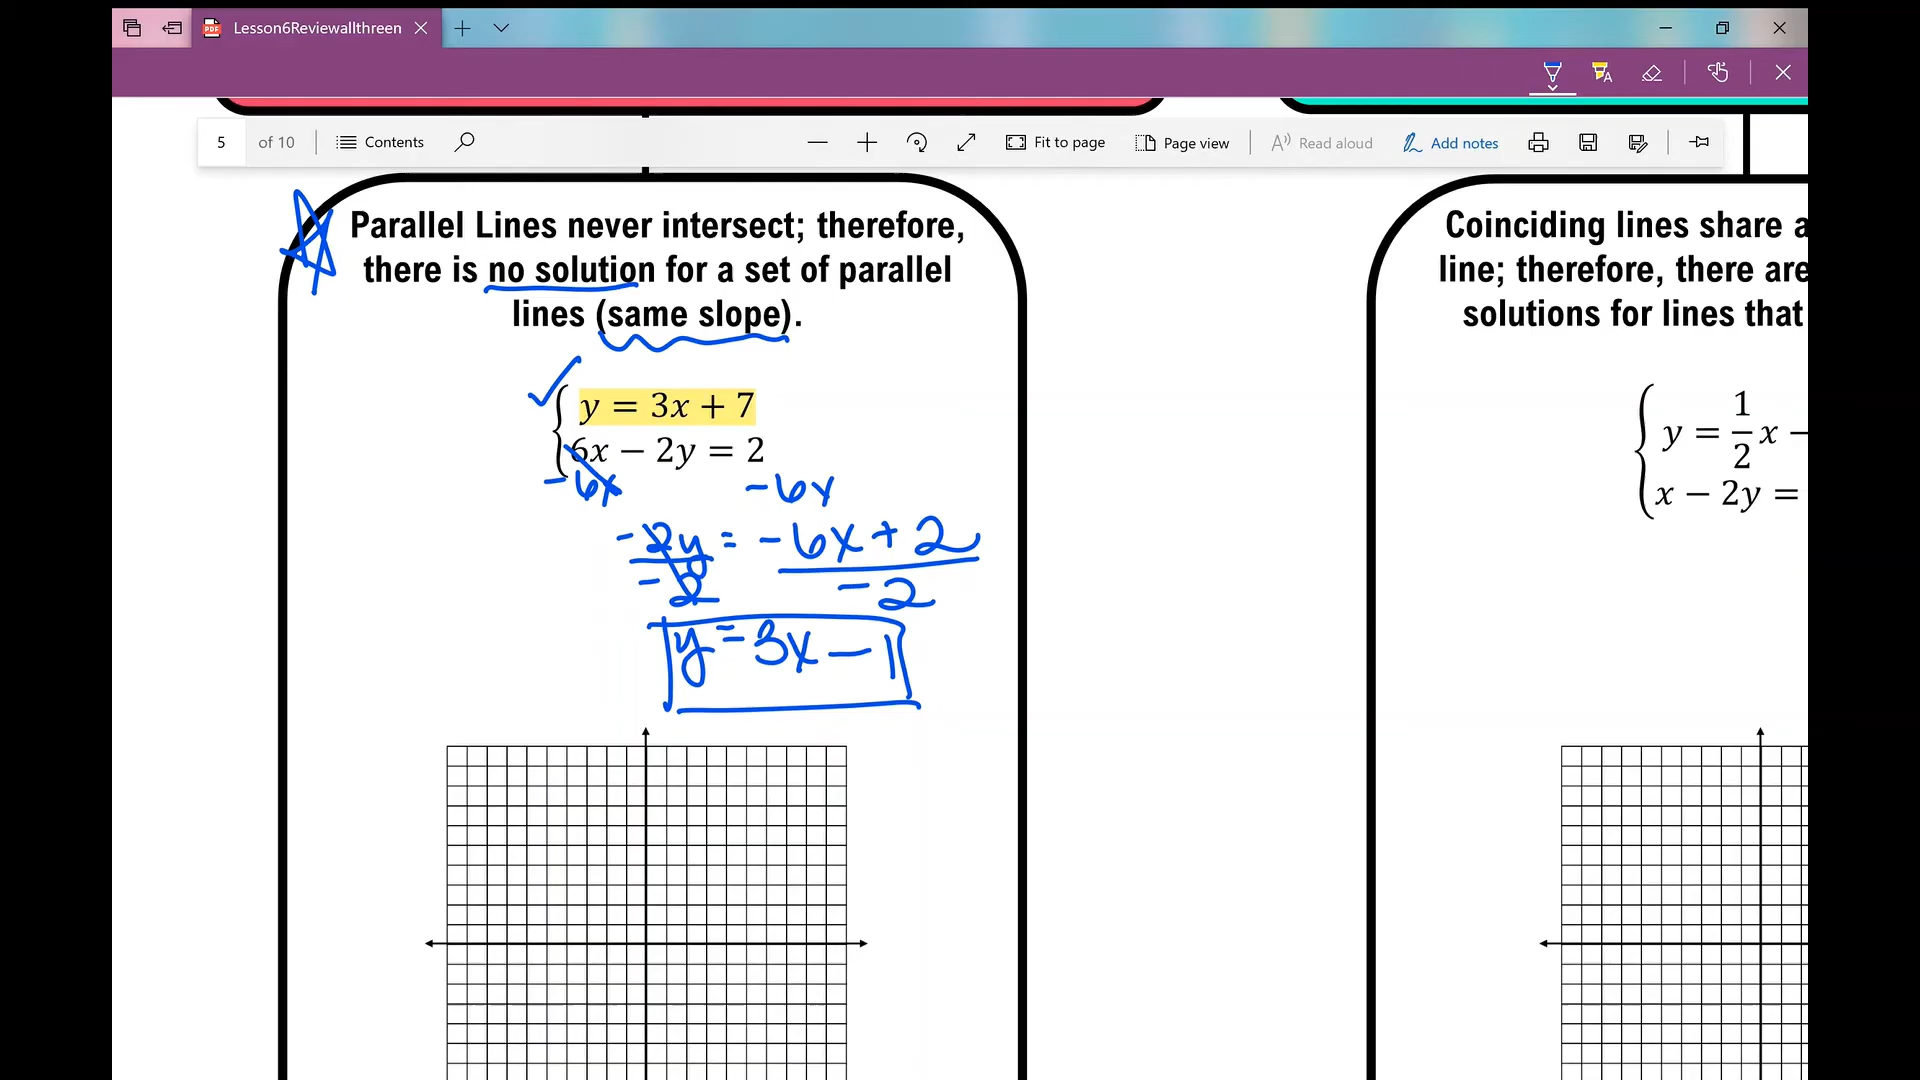 Lesson6Reviewallthreen
5 of 10 Contents Fit to page Page view Read aloud Add notes
Parallel Lines never intersect; therefore,
there is no solution for a set of parallel
lines (same slope).
y = 3x + 7
6x − 2y = 2
-6x -6x
-2y = -6x + 2
-2 -2
y = 3x - 1
Coinciding lines share a
line; therefore, there are
solutions for lines that
y = 1/2 x −
x − 2y =